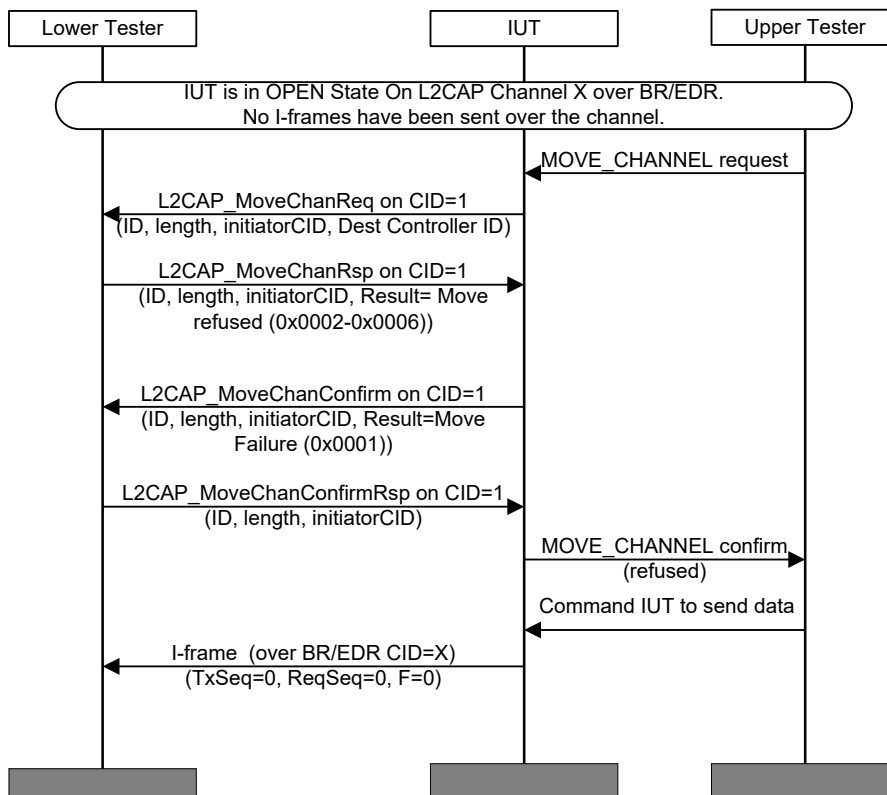 Lower Tester
IUT
Upper Tester
IUT is in OPEN State On L2CAP Channel X over BR/EDR.
No I-frames have been sent over the channel.
MOVE_CHANNEL request
L2CAP_MoveChanReq on CID=1
(ID, length, initiatorCID, Dest Controller ID)
L2CAP_MoveChanRsp on CID=1
(ID, length, initiatorCID, Result= Move
refused (0x0002-0x0006))
L2CAP_MoveChanConfirm on CID=1
(ID, length, initiatorCID, Result=Move
Failure (0x0001))
L2CAP_MoveChanConfirmRsp on CID=1
(ID, length, initiatorCID)
MOVE_CHANNEL confirm
(refused)
Command IUT to send data
I-frame  (over BR/EDR CID=X)
(TxSeq=0, ReqSeq=0, F=0)